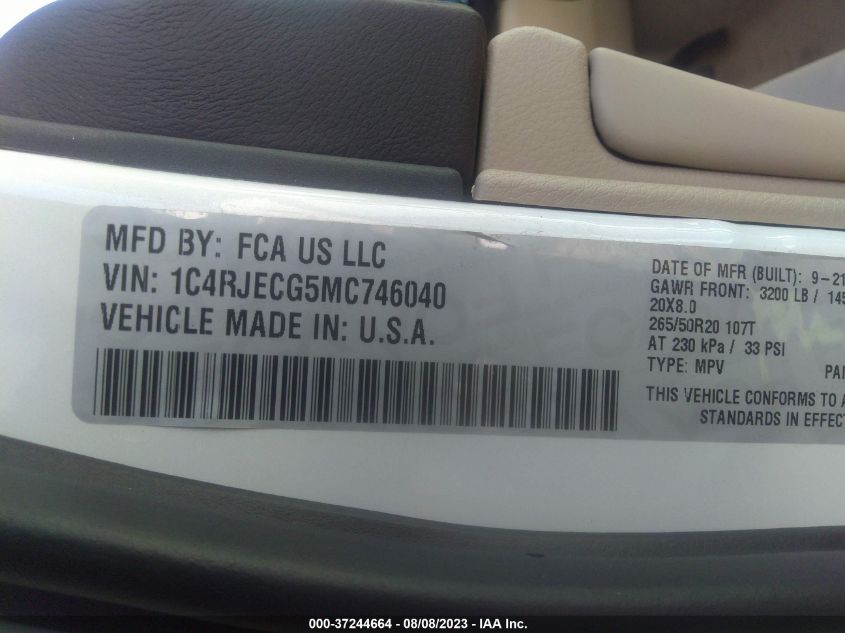 MFD BY: FCA US LLC
VIN: 1C4RJECG5MC746040
VEHICLE MADE IN: U.S.A.
DATE OF MFR (BUILT): 9-21
GAWR FRONT: 3200 LB / 145
20X8.0
265/50R20 107T
AT 230 kPa / 33 PSI
TYPE: MPV PAI
THIS VEHICLE CONFORMS TO A
STANDARDS IN EFFECT
000-37244664 - 08/08/2023 - IAA Inc.